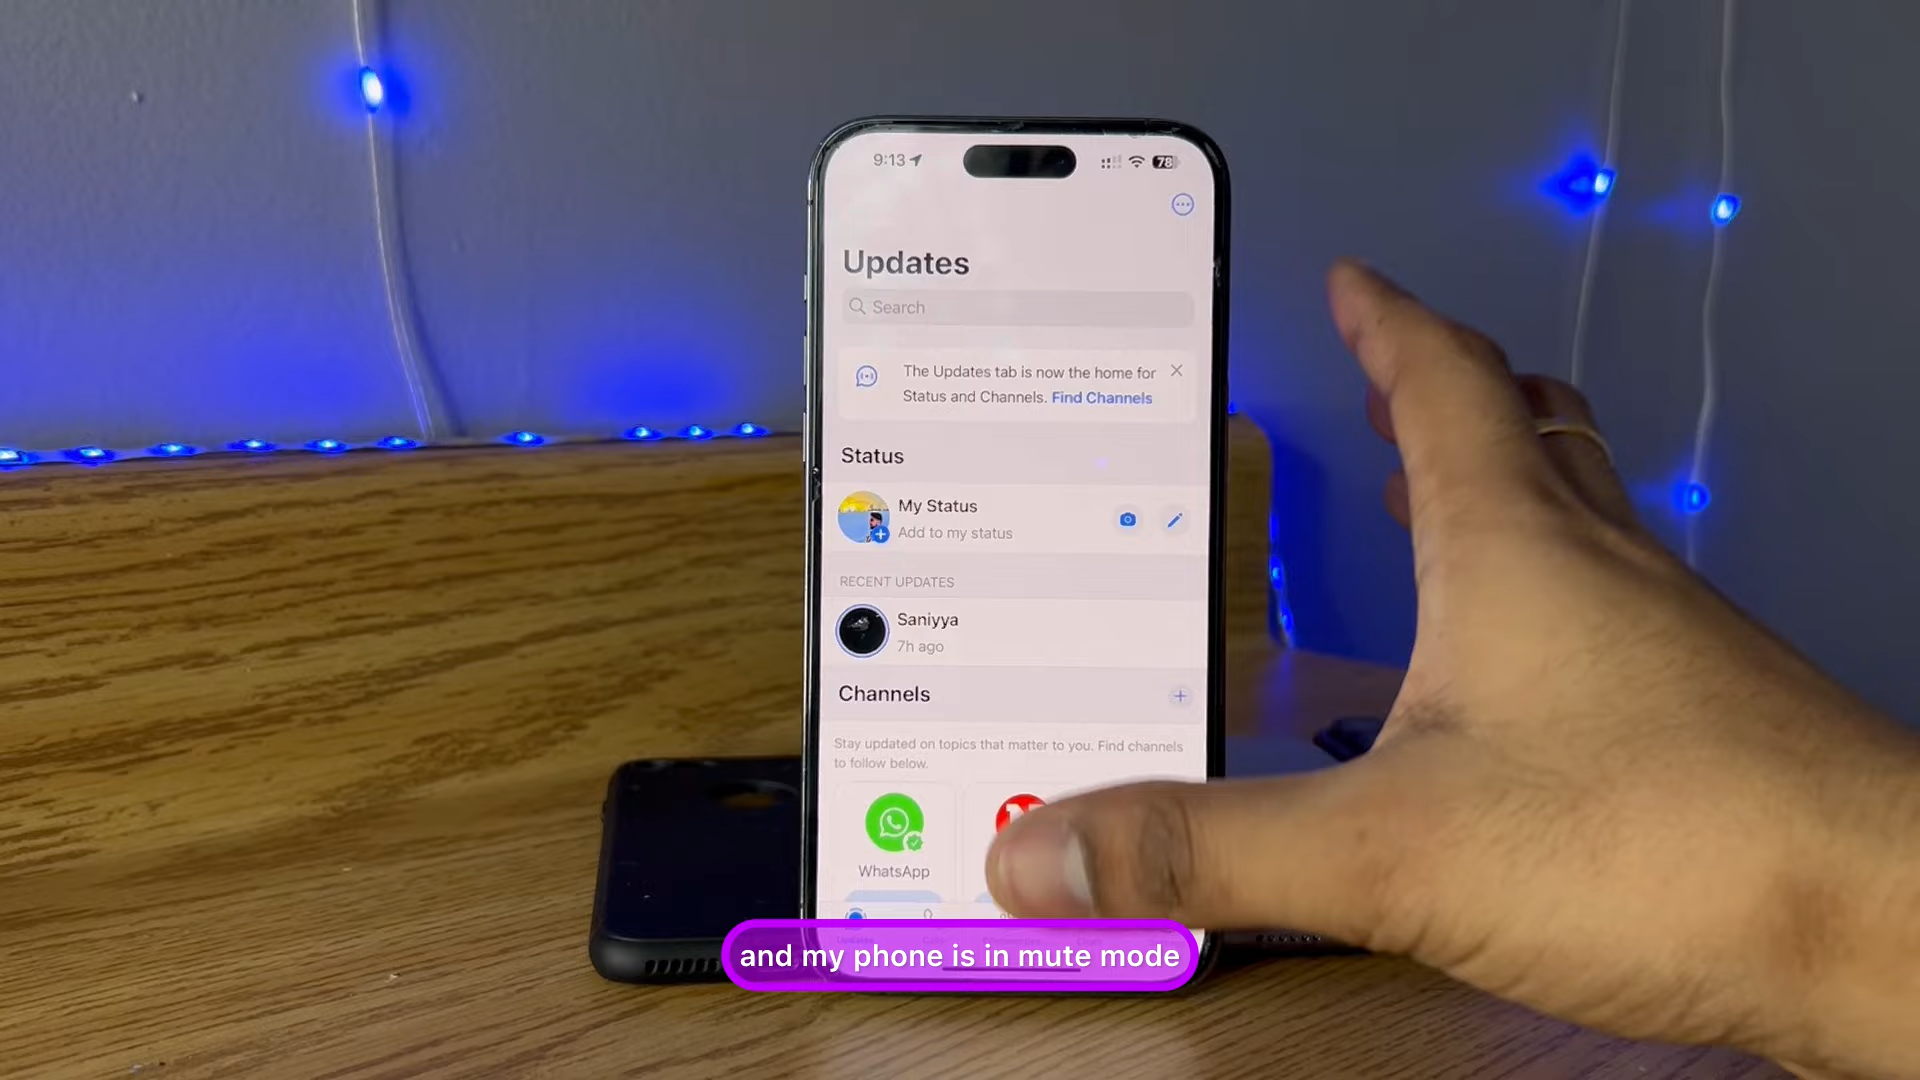 9:13
78
Updates
Search
The Updates tab is now the home for
Status and Channels. Find Channels
Status
My Status
Add to my status
RECENT UPDATES
Saniyya
7h ago
Channels
Stay updated on topics that matter to you. Find channels
to follow below.
WhatsApp
and my phone is in mute mode